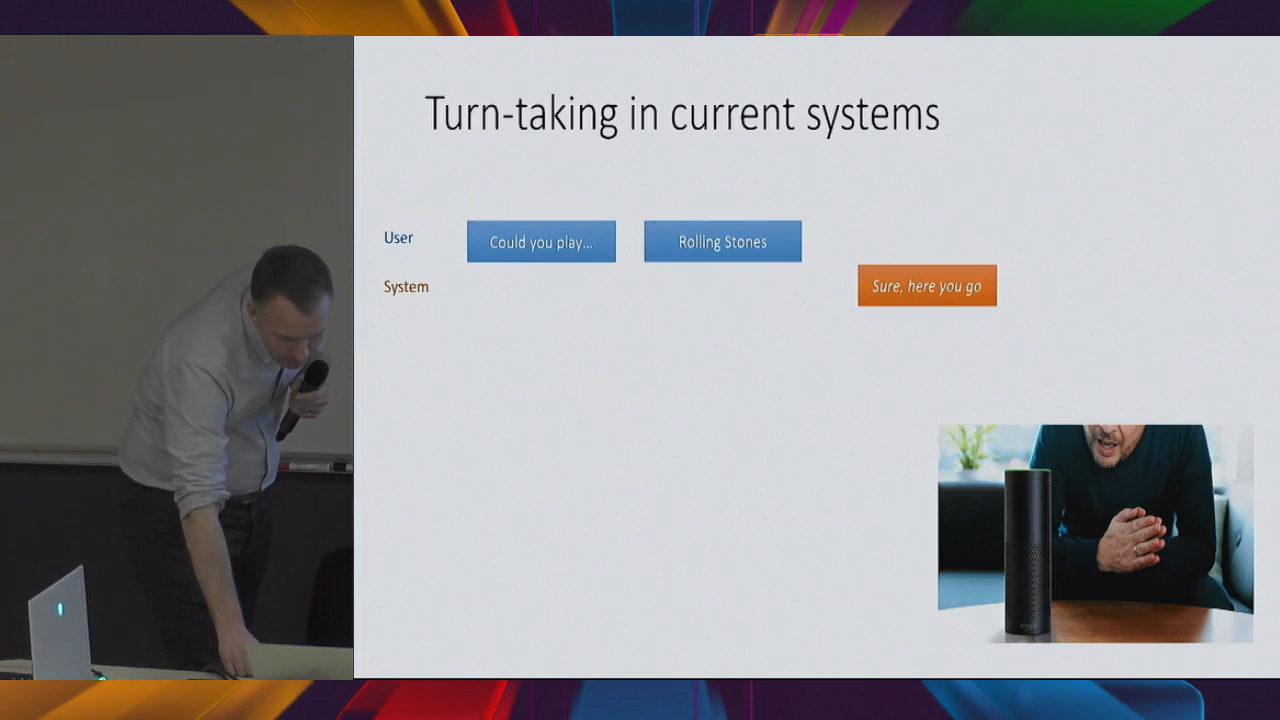 Turn-taking in current systems
User
Could you play...
Rolling Stones
System
Sure, here you go